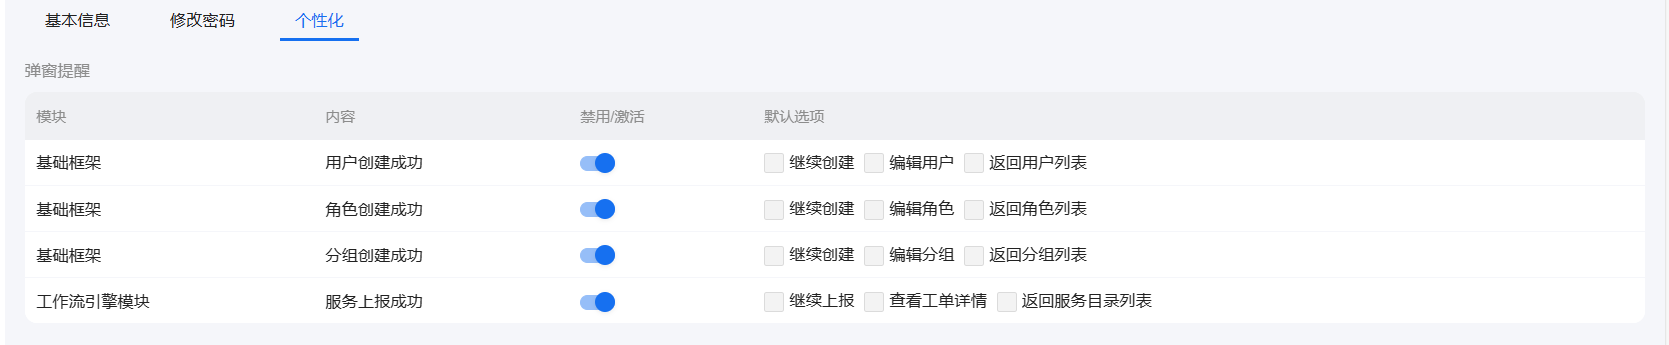 基本信息 修改密码 个性化
弹窗提醒
模块 内容 禁用/激活 默认选项
基础框架 用户创建成功 继续创建 编辑用户 返回用户列表
基础框架 角色创建成功 继续创建 编辑角色 返回角色列表
基础框架 分组创建成功 继续创建 编辑分组 返回分组列表
工作流引擎模块 服务上报成功 继续上报 查看工单详情 返回服务目录列表